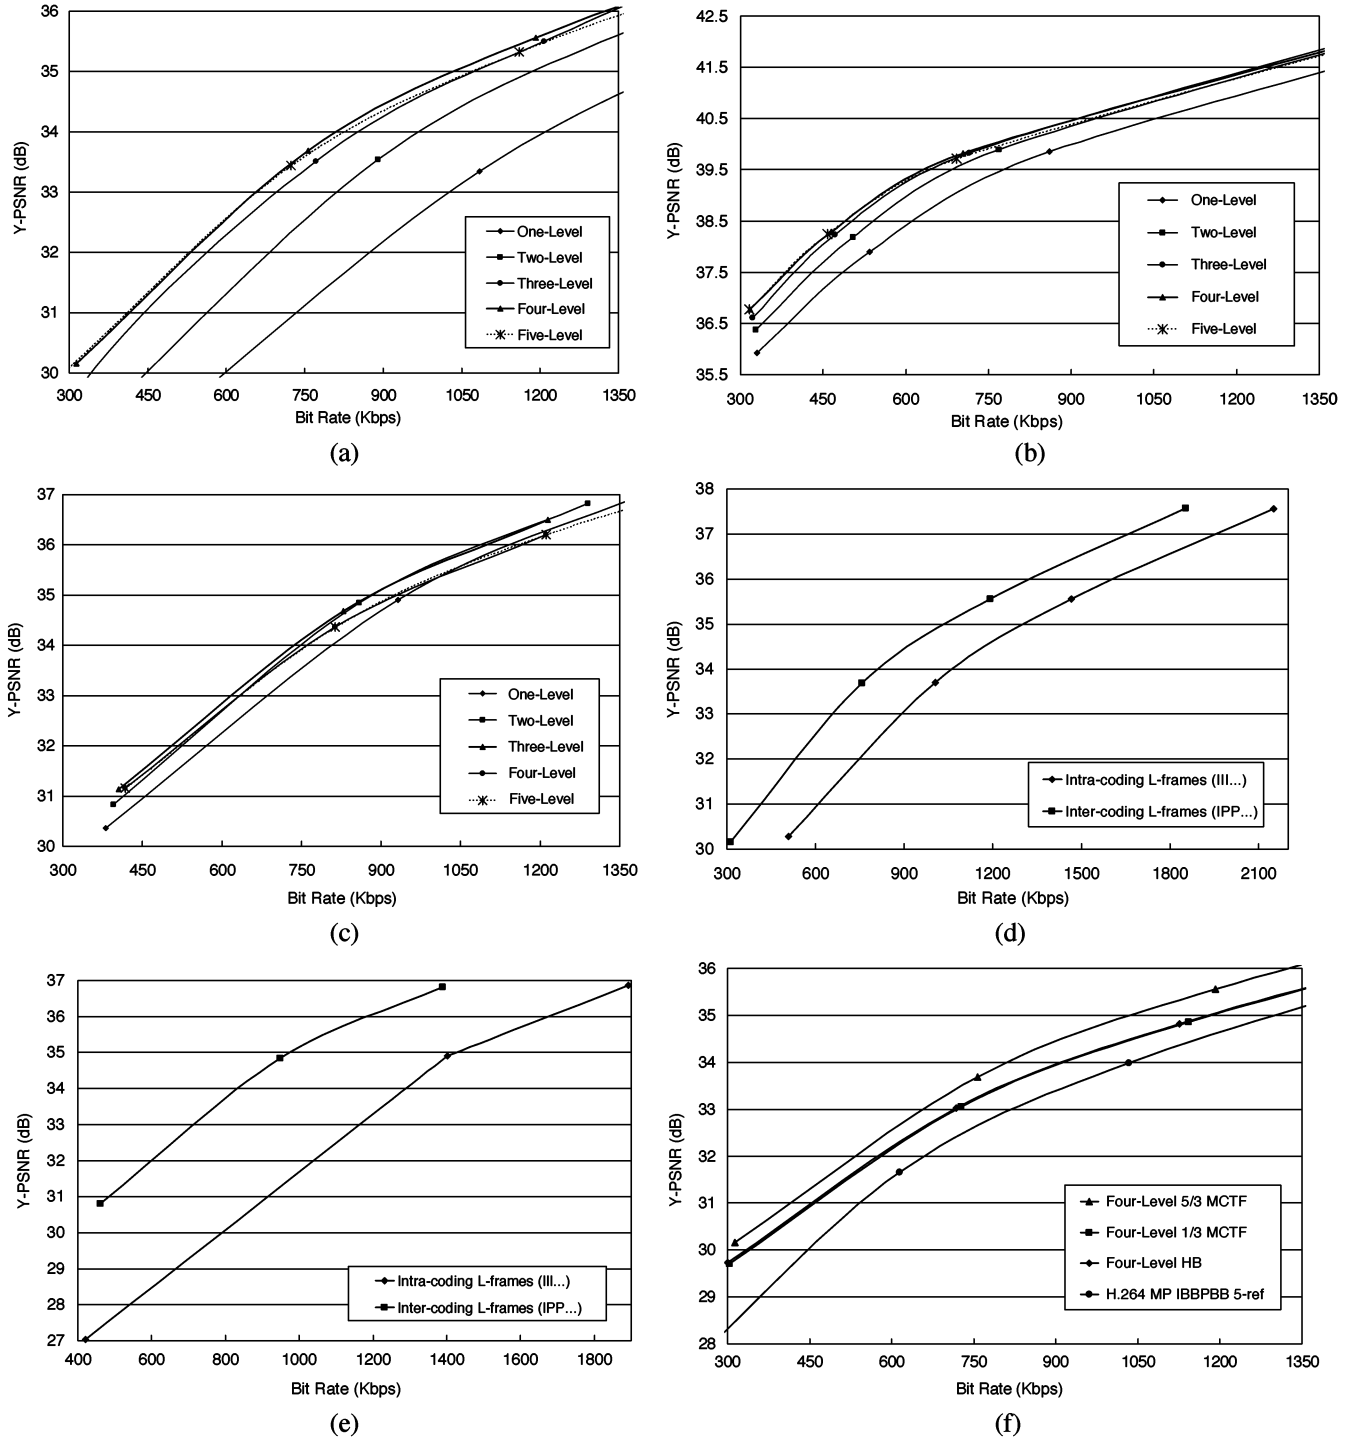 36
35
34
33
32
31
30
Y-PSNR (dB)
300 450 600 750 900 1050 1200 1350
Bit Rate (Kbps)
One-Level
Two-Level
Three-Level
Four-Level
Five-Level
(a)
42.5
41.5
40.5
39.5
38.5
37.5
36.5
35.5
Y-PSNR (dB)
300 450 600 750 900 1050 1200 1350
Bit Rate (Kbps)
One-Level
Two-Level
Three-Level
Four-Level
Five-Level
(b)
37
36
35
34
33
32
31
30
Y-PSNR (dB)
300 450 600 750 900 1050 1200 1350
Bit Rate (Kbps)
One-Level
Two-Level
Three-Level
Four-Level
Five-Level
(c)
38
37
36
35
34
33
32
31
30
Y-PSNR (dB)
300 600 900 1200 1500 1800 2100
Bit Rate (Kbps)
Intra-coding L-frames (III...)
Inter-coding L-frames (IPP...)
(d)
37
36
35
34
33
32
31
30
29
28
27
Y-PSNR (dB)
400 600 800 1000 1200 1400 1600 1800
Bit Rate (Kbps)
Intra-coding L-frames (III...)
Inter-coding L-frames (IPP...)
(e)
36
35
34
33
32
31
30
29
28
Y-PSNR (dB)
300 450 600 750 900 1050 1200 1350
Bit Rate (Kbps)
Four-Level 5/3 MCTF
Four-Level 1/3 MCTF
Four-Level HB
H.264 MP IBBPBB 5-ref
(f)